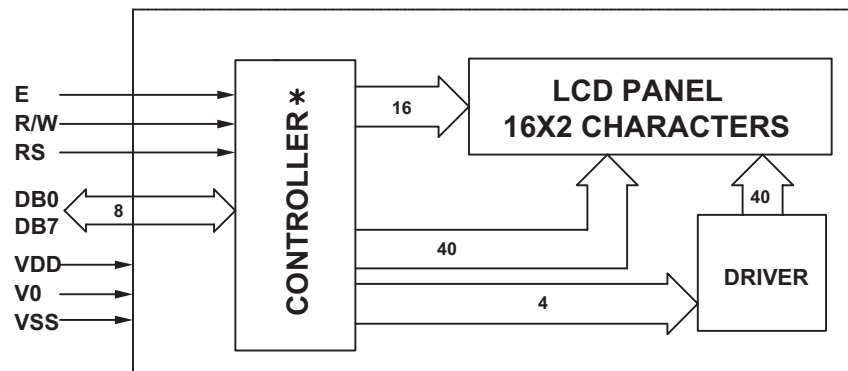 E
R/W
RS
DB0
DB7
8
VDD
V0
VSS
CONTROLLER*
16
LCD PANEL
16X2 CHARACTERS
40
40
4
DRIVER